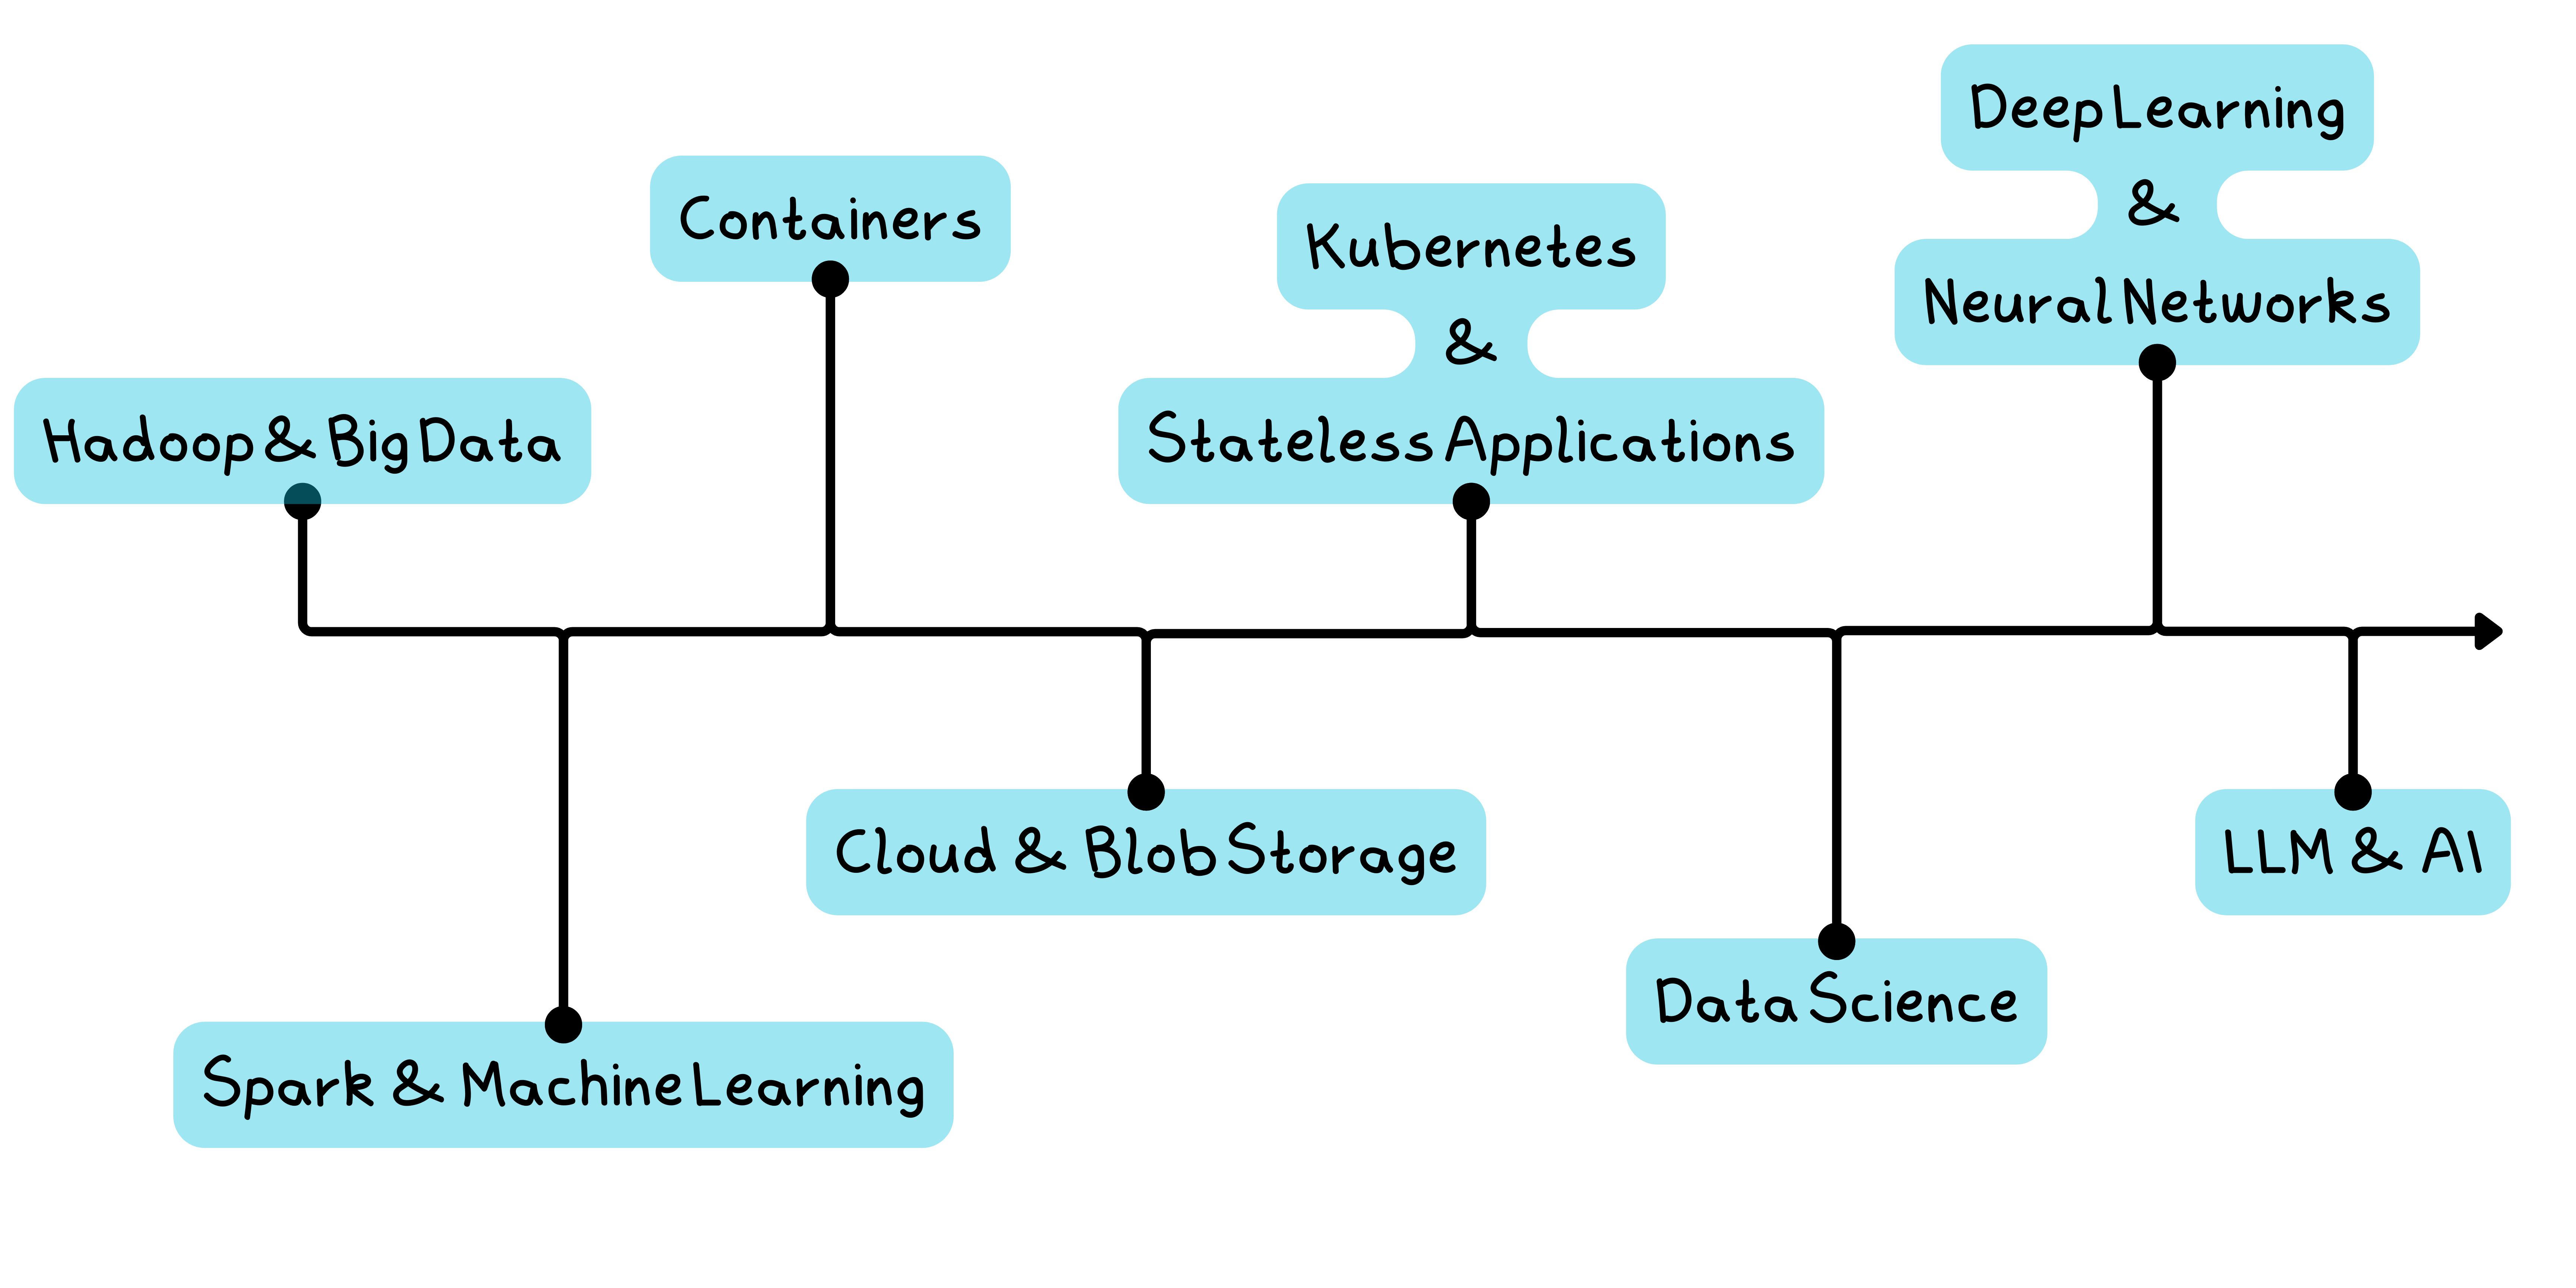 Deep Learning
&
Neural Networks
Containers
Kubernetes
&
Stateless Applications
Hadoop & Big Data
Cloud & Blob Storage
LLM & AI
Data Science
Spark & Machine Learning